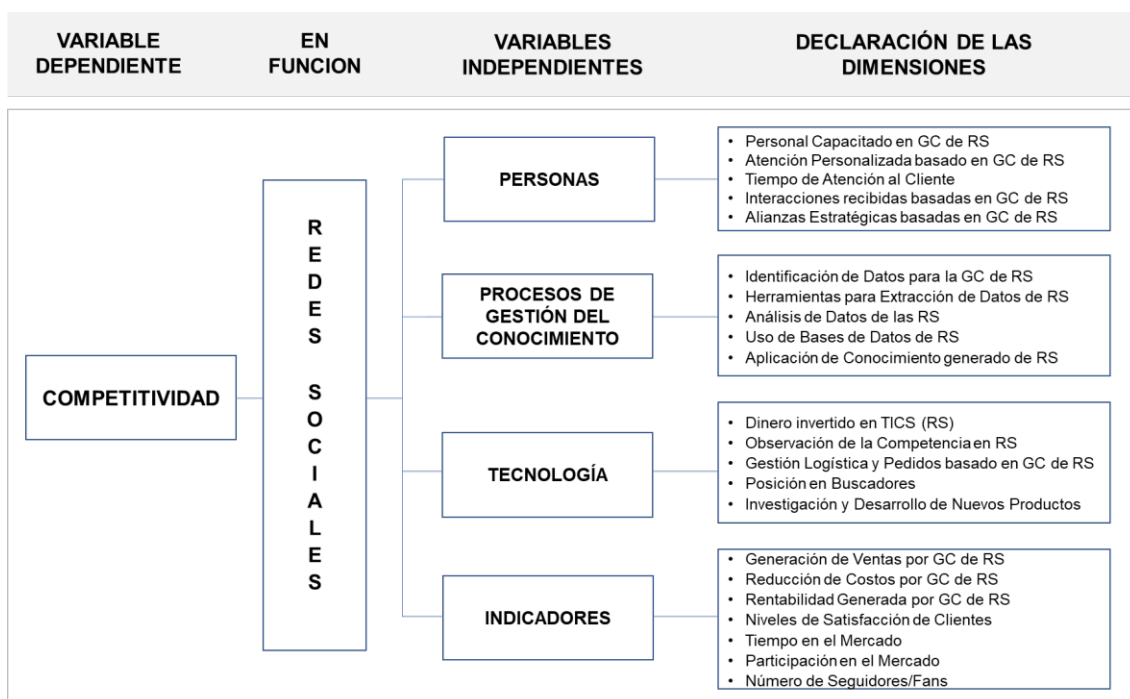 VARIABLE
DEPENDIENTE
EN
FUNCION
VARIABLES
INDEPENDIENTES
DECLARACIÓN DE LAS
DIMENSIONES
COMPETITIVIDAD
REDES SOCIALES
PERSONAS
• Personal Capacitado en GC de RS
• Atención Personalizada basado en GC de RS
• Tiempo de Atención al Cliente
• Interacciones recibidas basadas en GC de RS
• Alianzas Estratégicas basadas en GC de RS
PROCESOS DE
GESTIÓN DEL
CONOCIMIENTO
• Identificación de Datos para la GC de RS
• Herramientas para Extracción de Datos de RS
• Análisis de Datos de las RS
• Uso de Bases de Datos de RS
• Aplicación de Conocimiento generado de RS
TECNOLOGÍA
• Dinero invertido en TICS (RS)
• Observación de la Competencia en RS
• Gestión Logística y Pedidos basado en GC de RS
• Posición en Buscadores
• Investigación y Desarrollo de Nuevos Productos
INDICADORES
• Generación de Ventas por GC de RS
• Reducción de Costos por GC de RS
• Rentabilidad Generada por GC de RS
• Niveles de Satisfacción de Clientes
• Tiempo en el Mercado
• Participación en el Mercado
• Número de Seguidores/Fans